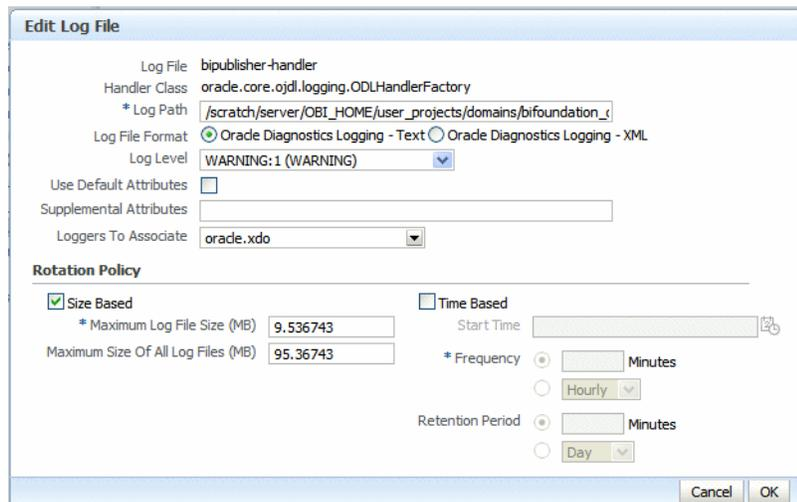 Edit Log File
Log File bipublisher-handler
Handler Class oracle.core.ojdl.logging.ODLHandlerFactory
* Log Path /scratch/server/OBI_HOME/user_projects/domains/bifoundation_d
Log File Format Oracle Diagnostics Logging - Text Oracle Diagnostics Logging - XML
Log Level WARNING:1 (WARNING)
Use Default Attributes
Supplemental Attributes
Loggers To Associate oracle.xdo
Rotation Policy
Size Based
* Maximum Log File Size (MB) 9.536743
Maximum Size Of All Log Files (MB) 95.36743
Time Based
Start Time
* Frequency Minutes
Hourly
Retention Period Minutes
Day
Cancel OK